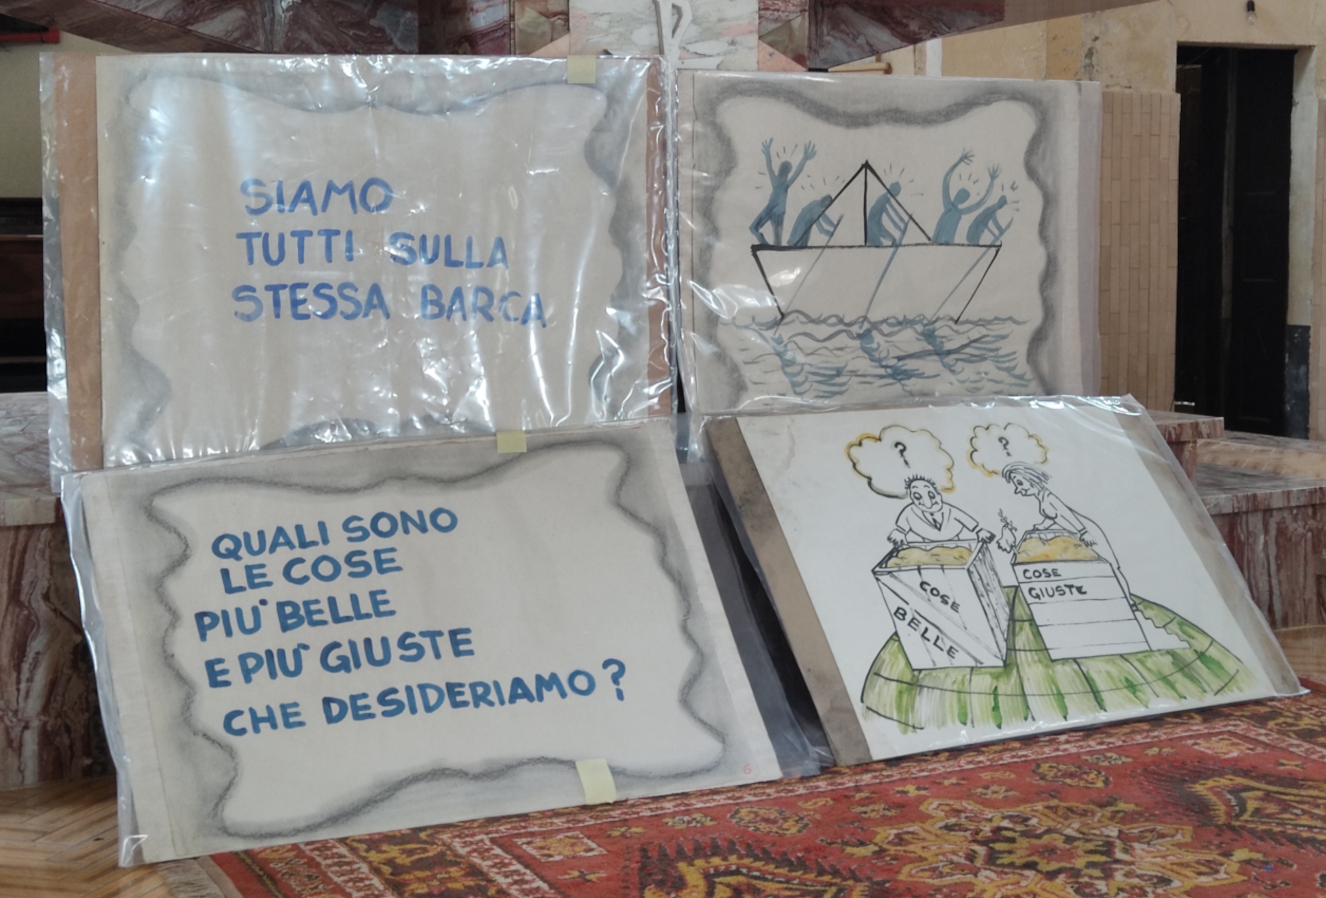 SIAMO
TUTTI SULLA
STESSA BARCA
QUALI SONO
LE COSE
PIU' BELLE
E PIU' GIUSTE
CHE DESIDERIAMO?
6
?
?
COSE
BELLE
COSE
GIUSTE